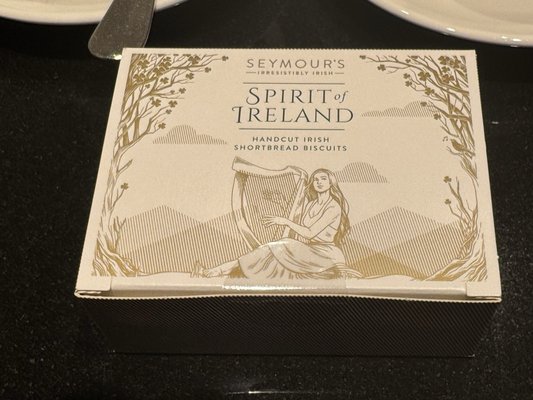 SEYMOUR'S
IRRESISTIBLY IRISH
SPIRIT of
IRELAND
HANDCUT IRISH
SHORTBREAD BISCUITS